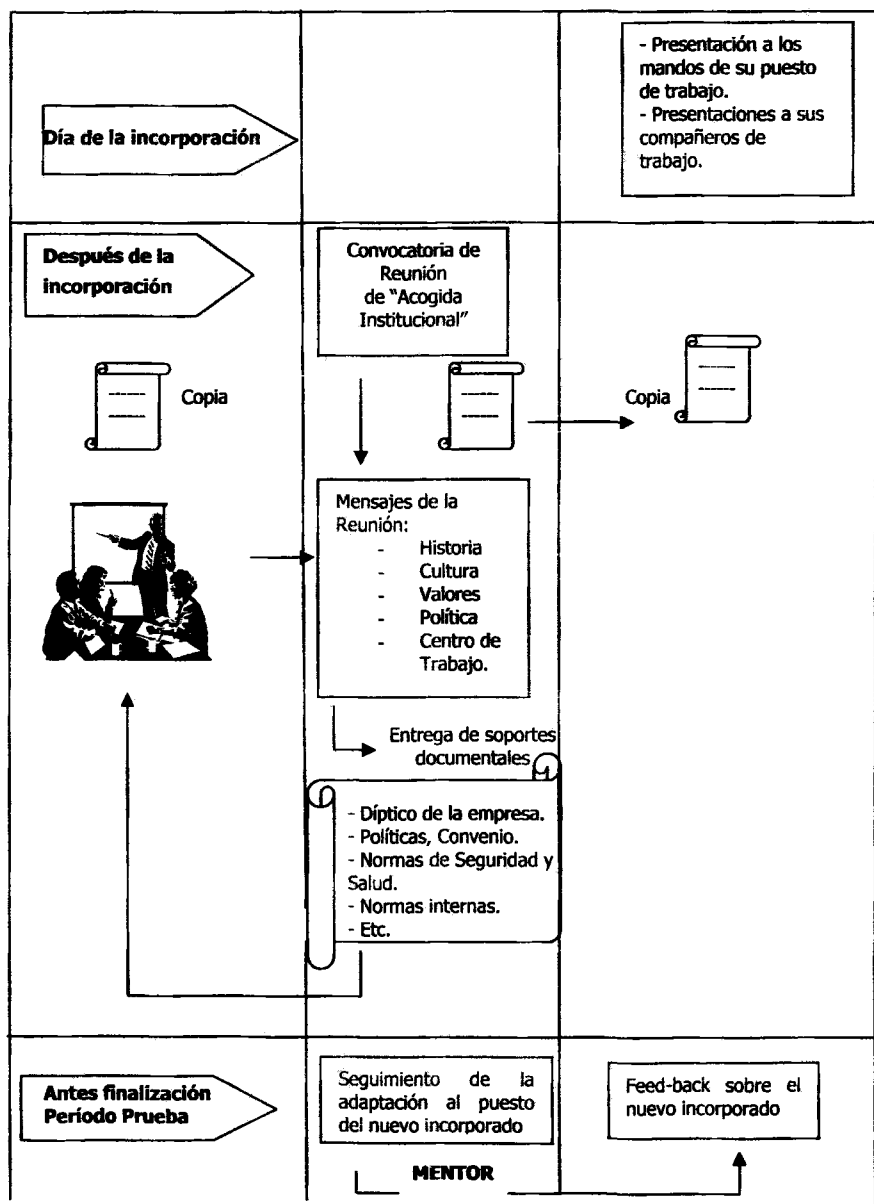 - Presentación a los
mandos de su puesto
de trabajo.
- Presentaciones a sus
compañeros de
trabajo.
Día de la incorporación
Después de la
incorporación
Convocatoria de
Reunión
de "Acogida
Institucional"
Copia
Copia
Mensajes de la
Reunión:
- Historia
- Cultura
- Valores
- Política
- Centro de
Trabajo.
Entrega de soportes
documentales
- Díptico de la empresa.
- Políticas, Convenio.
- Normas de Seguridad y
Salud.
- Normas internas.
- Etc.
Antes finalización
Período Prueba
Seguimiento de la
adaptación al puesto
del nuevo incorporado
Feed-back sobre el
nuevo incorporado
MENTOR